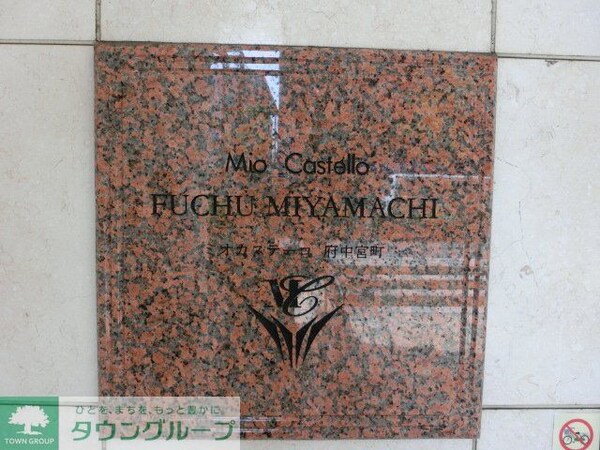 Mio Castello
FUCHU MIYAMACHI
ミオカステーロ 府中宮町
ひとを、まちを、もっと豊かに。
タウングループ
TOWN GROUP